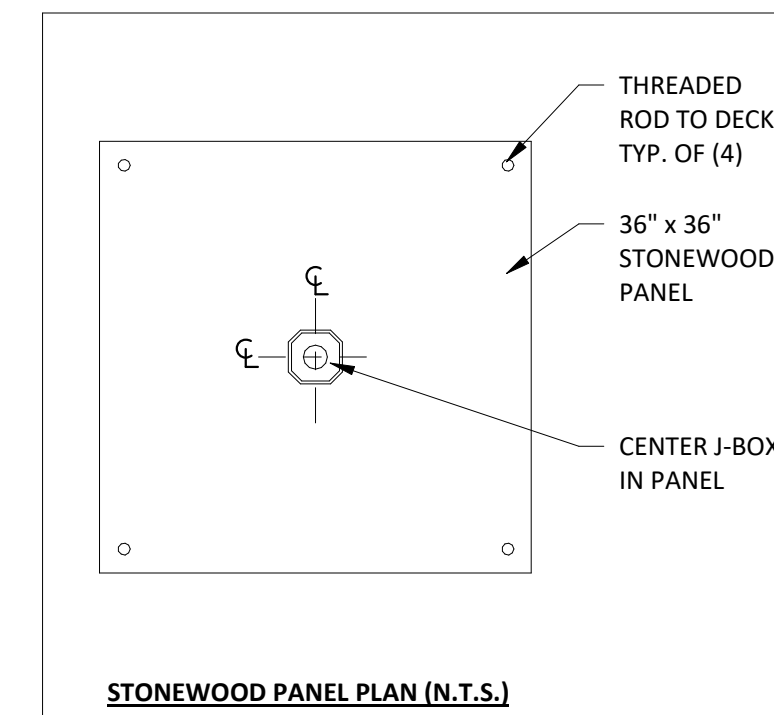 THREADED
ROD TO DECK
TYP. OF (4)
36" x 36"
STONEWOOD
PANEL
℄
℄
CENTER J-BOX
IN PANEL
STONEWOOD PANEL PLAN (N.T.S.)